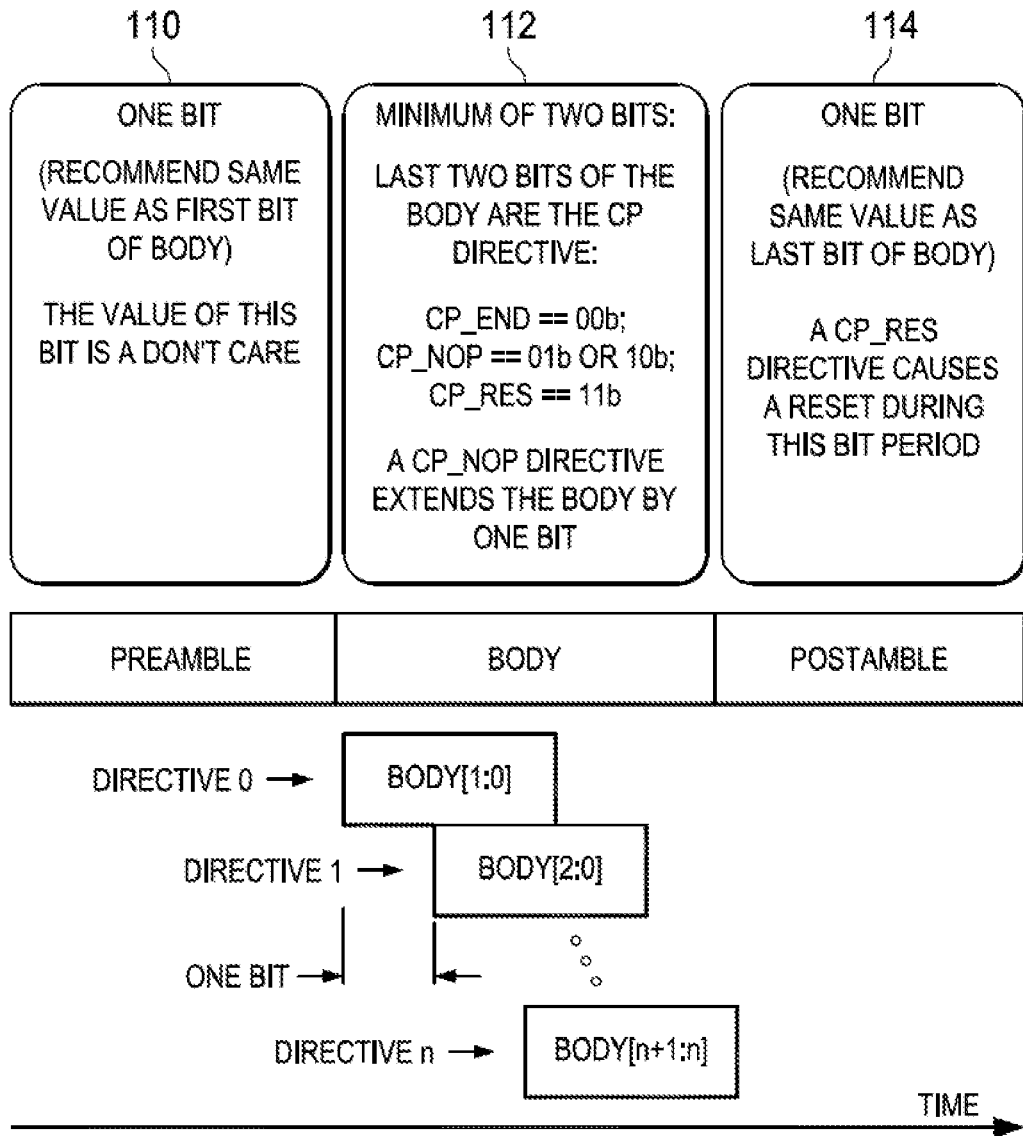 110
112
114
ONE BIT
(RECOMMEND SAME
VALUE AS FIRST BIT
OF BODY)
THE VALUE OF THIS
BIT IS A DON'T CARE
MINIMUM OF TWO BITS:
LAST TWO BITS OF THE
BODY ARE THE CP
DIRECTIVE:
CP_END == 00b;
CP_NOP == 01b OR 10b;
CP_RES == 11b
A CP_NOP DIRECTIVE
EXTENDS THE BODY BY
ONE BIT
ONE BIT
(RECOMMEND
SAME VALUE AS
LAST BIT OF BODY)
A CP_RES
DIRECTIVE CAUSES
A RESET DURING
THIS BIT PERIOD
PREAMBLE
BODY
POSTAMBLE
DIRECTIVE 0
BODY[1:0]
DIRECTIVE 1
BODY[2:0]
ONE BIT
DIRECTIVE n
BODY[n+1:n]
TIME